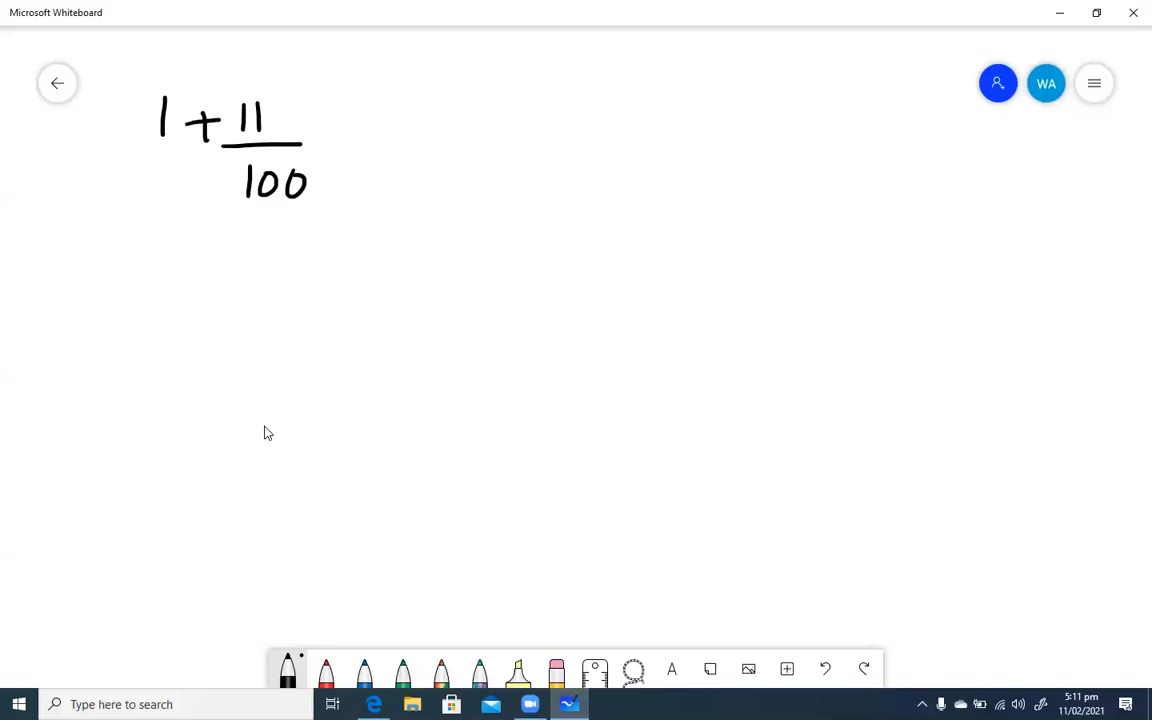 Microsoft Whiteboard
WA
1 + 11
100
A
Type here to search
5:11 pm
11/02/2021